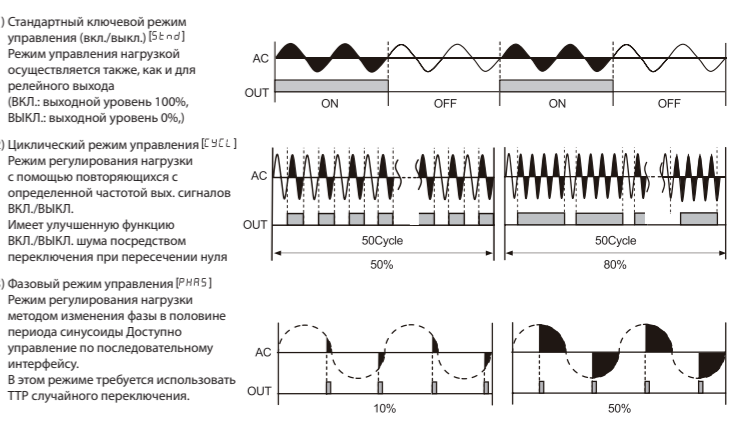 ) Стандартный ключевой режим
управления (вкл./выкл.) [Stnd]
Режим управления нагрузкой
осуществляется также, как и для
релейного выхода
(ВКЛ.: выходной уровень 100%,
ВЫКЛ.: выходной уровень 0%,)
AC
OUT
ON
OFF
ON
OFF
) Циклический режим управления [CYCL]
Режим регулирования нагрузки
с помощью повторяющихся с
определенной частотой вых. сигналов
ВКЛ./ВЫКЛ.
Имеет улучшенную функцию
ВКЛ./ВЫКЛ. шума посредством
переключения при пересечении нуля
AC
OUT
50Cycle
50%
50Cycle
80%
) Фазовый режим управления [PHAS]
Режим регулирования нагрузки
методом изменения фазы в половине
периода синусоиды Доступно
управление по последовательному
интерфейсу.
В этом режиме требуется использовать
ТТР случайного переключения.
AC
OUT
10%
50%